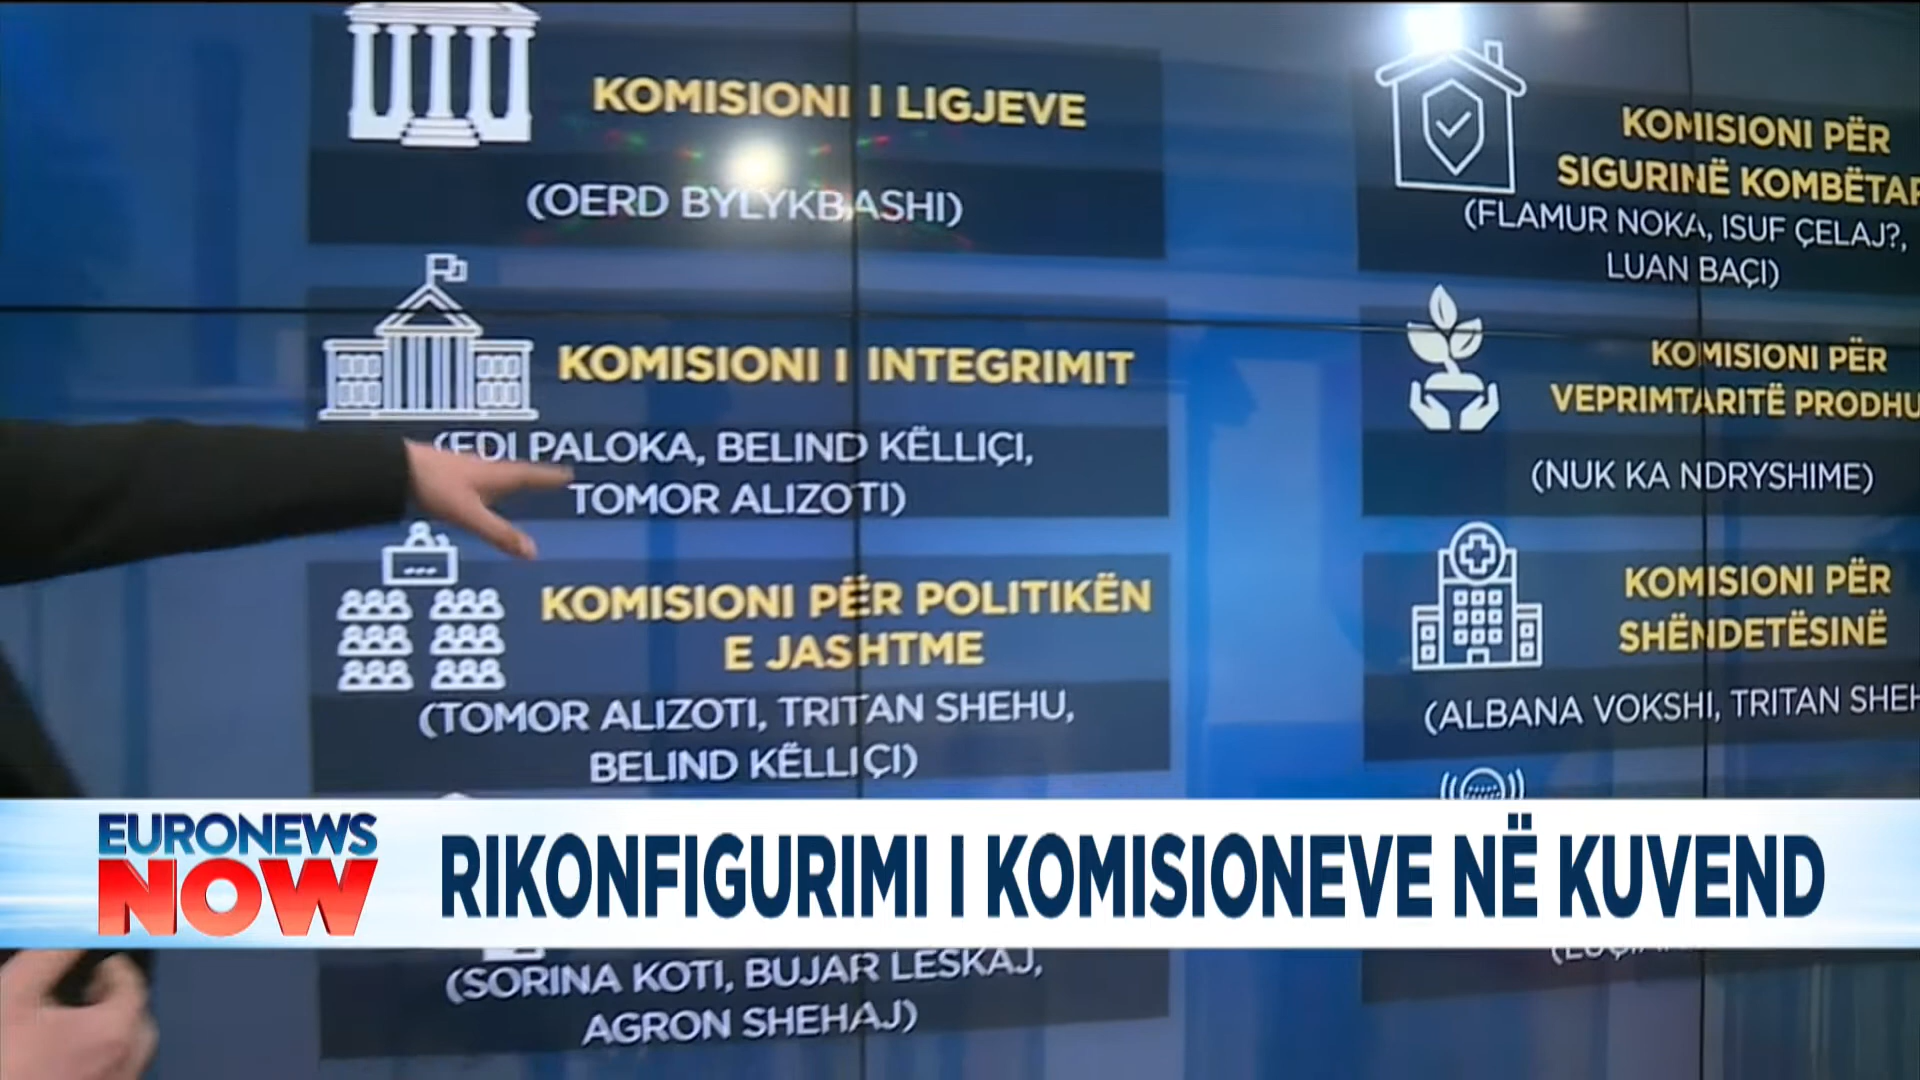 KOMISIONI I LIGJEVE
(OERD BYLYKBASHI)
KOMISIONI I INTEGRIMIT
(EDI PALOKA, BELIND KËLLIÇI,
TOMOR ALIZOTI)
KOMISIONI PËR POLITIKËN
E JASHTME
(TOMOR ALIZOTI, TRITAN SHEHU,
BELIND KËLLIÇI)
(SORINA KOTI, BUJAR LESKAJ,
AGRON SHEHAJ)
KOMISIONI PËR
SIGURINË KOMBËTAR
(FLAMUR NOKA, ISUF ÇELAJ?,
LUAN BAÇI)
KOMISIONI PËR
VEPRIMTARITË PRODHU
(NUK KA NDRYSHIME)
KOMISIONI PËR
SHËNDETËSINË
(ALBANA VOKSHI, TRITAN SHEH
EURONEWS
NOW
RIKONFIGURIMI I KOMISIONEVE NË KUVEND